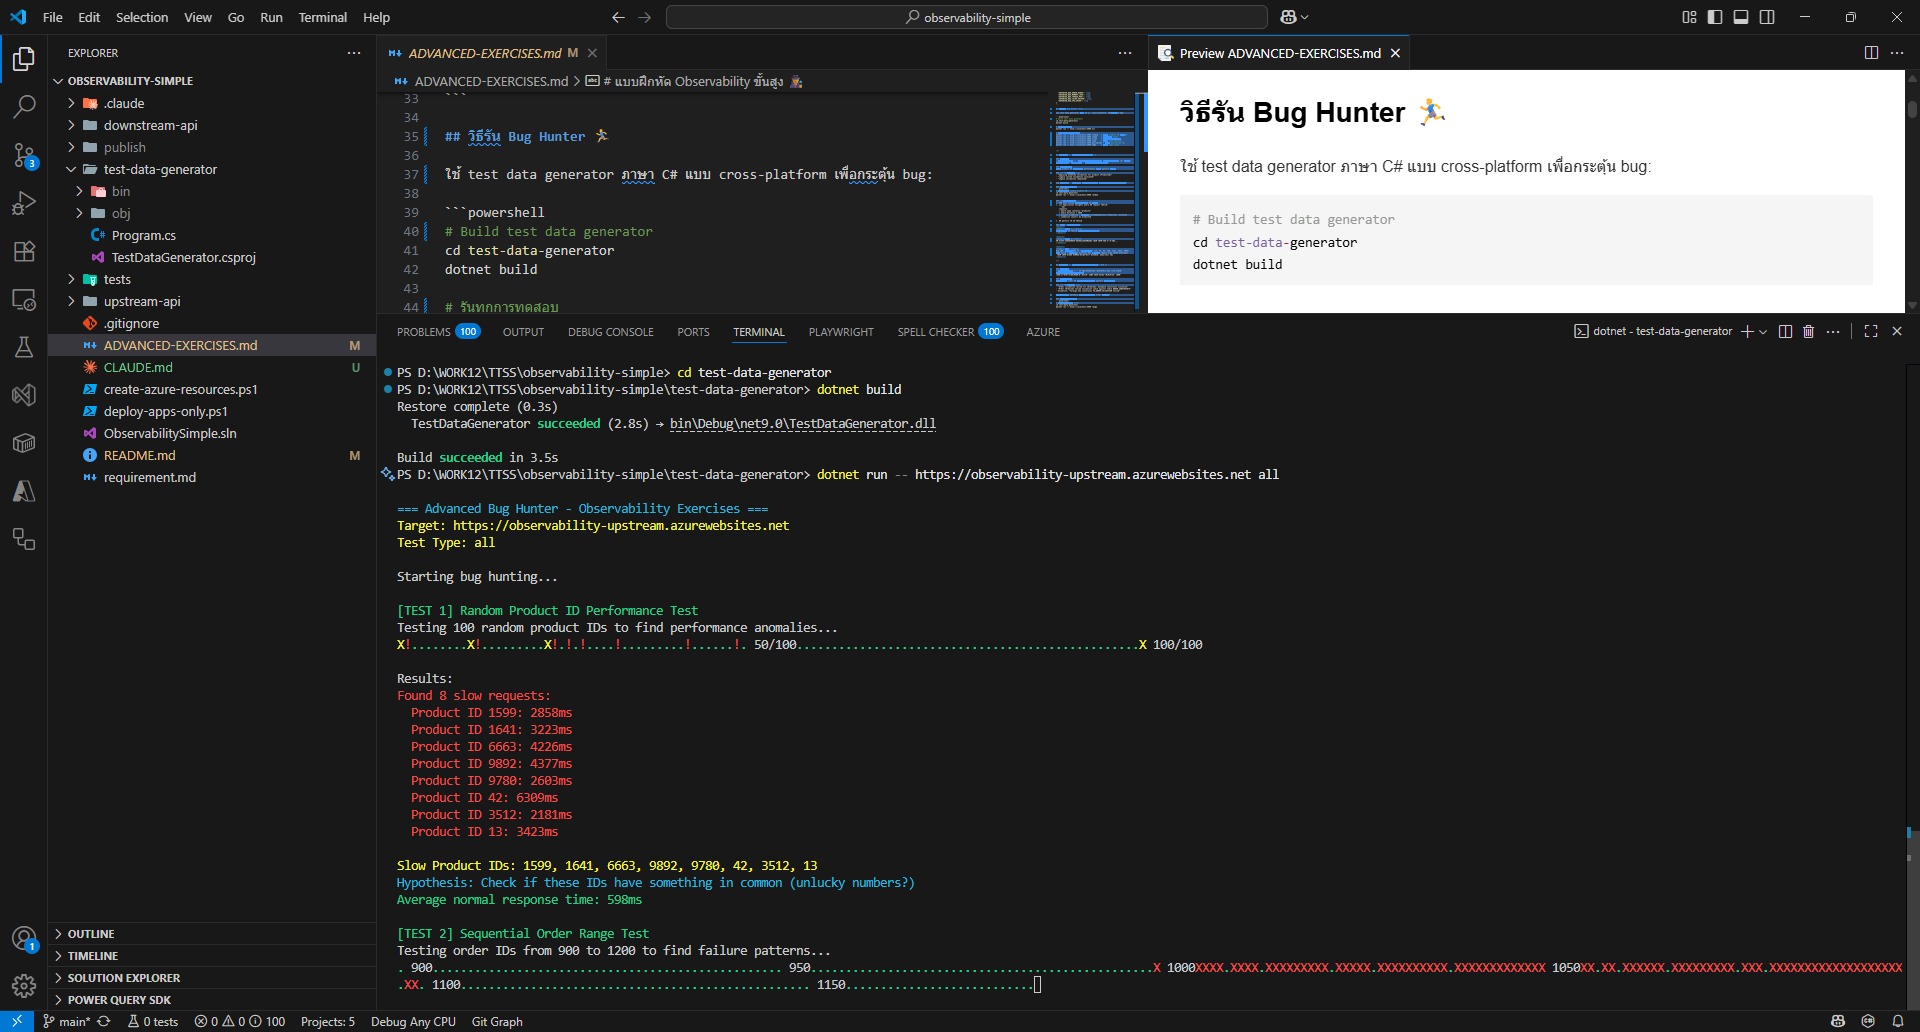 File Edit Selection View Go Run Terminal Help
observability-simple
EXPLORER
OBSERVABILITY-SIMPLE
.claude
downstream-api
publish
test-data-generator
bin
obj
Program.cs
TestDataGenerator.csproj
tests
upstream-api
.gitignore
ADVANCED-EXERCISES.md M
CLAUDE.md U
create-azure-resources.ps1
deploy-apps-only.ps1
ObservabilitySimple.sln
README.md M
requirement.md
OUTLINE
TIMELINE
SOLUTION EXPLORER
POWER QUERY SDK
3
1
ADVANCED-EXERCISES.md M
ADVANCED-EXERCISES.md > # แบบฝึกหัด Observability ขั้นสูง 🕵️
33 ```
34
35 ## วิธีรัน Bug Hunter 🏃
36
37 ใช้ test data generator ภาษา C# แบบ cross-platform เพื่อกระตุ้น bug:
38
39 ```powershell
40 # Build test data generator
41 cd test-data-generator
42 dotnet build
43
44 # รันทุกการทดสอบ
Preview ADVANCED-EXERCISES.md
วิธีรัน Bug Hunter 🏃
ใช้ test data generator ภาษา C# แบบ cross-platform เพื่อกระตุ้น bug:
# Build test data generator
cd test-data-generator
dotnet build
PROBLEMS 100 OUTPUT DEBUG CONSOLE PORTS TERMINAL PLAYWRIGHT SPELL CHECKER 100 AZURE
dotnet - test-data-generator
PS D:\WORK12\TTSS\observability-simple> cd test-data-generator
PS D:\WORK12\TTSS\observability-simple\test-data-generator> dotnet build
Restore complete (0.3s)
TestDataGenerator succeeded (2.8s) → bin\Debug\net9.0\TestDataGenerator.dll
Build succeeded in 3.5s
PS D:\WORK12\TTSS\observability-simple\test-data-generator> dotnet run -- https://observability-upstream.azurewebsites.net all
=== Advanced Bug Hunter - Observability Exercises ===
Target: https://observability-upstream.azurewebsites.net
Test Type: all
Starting bug hunting...
[TEST 1] Random Product ID Performance Test
Testing 100 random product IDs to find performance anomalies...
X!........X!.........X!.!.!....!.........!......!. 50/100.................................................X 100/100
Results:
Found 8 slow requests:
Product ID 1599: 2858ms
Product ID 1641: 3223ms
Product ID 6663: 4226ms
Product ID 9892: 4377ms
Product ID 9780: 2603ms
Product ID 42: 6309ms
Product ID 3512: 2181ms
Product ID 13: 3423ms
Slow Product IDs: 1599, 1641, 6663, 9892, 9780, 42, 3512, 13
Hypothesis: Check if these IDs have something in common (unlucky numbers?)
Average normal response time: 598ms
[TEST 2] Sequential Order Range Test
Testing order IDs from 900 to 1200 to find failure patterns...
. 900.................................................. 950.................................................X 1000XXXX.XXXX.XXXXXXXXX.XXXXX.XXXXXXXXXX.XXXXXXXXXXXXX 1050XX.XX.XXXXXX.XXXXXXXXX.XXX.XXXXXXXXXXXXXXXXXXX
.XX. 1100.................................................. 1150...........................
main* 0 tests 0 0 100 Projects: 5 Debug Any CPU Git Graph